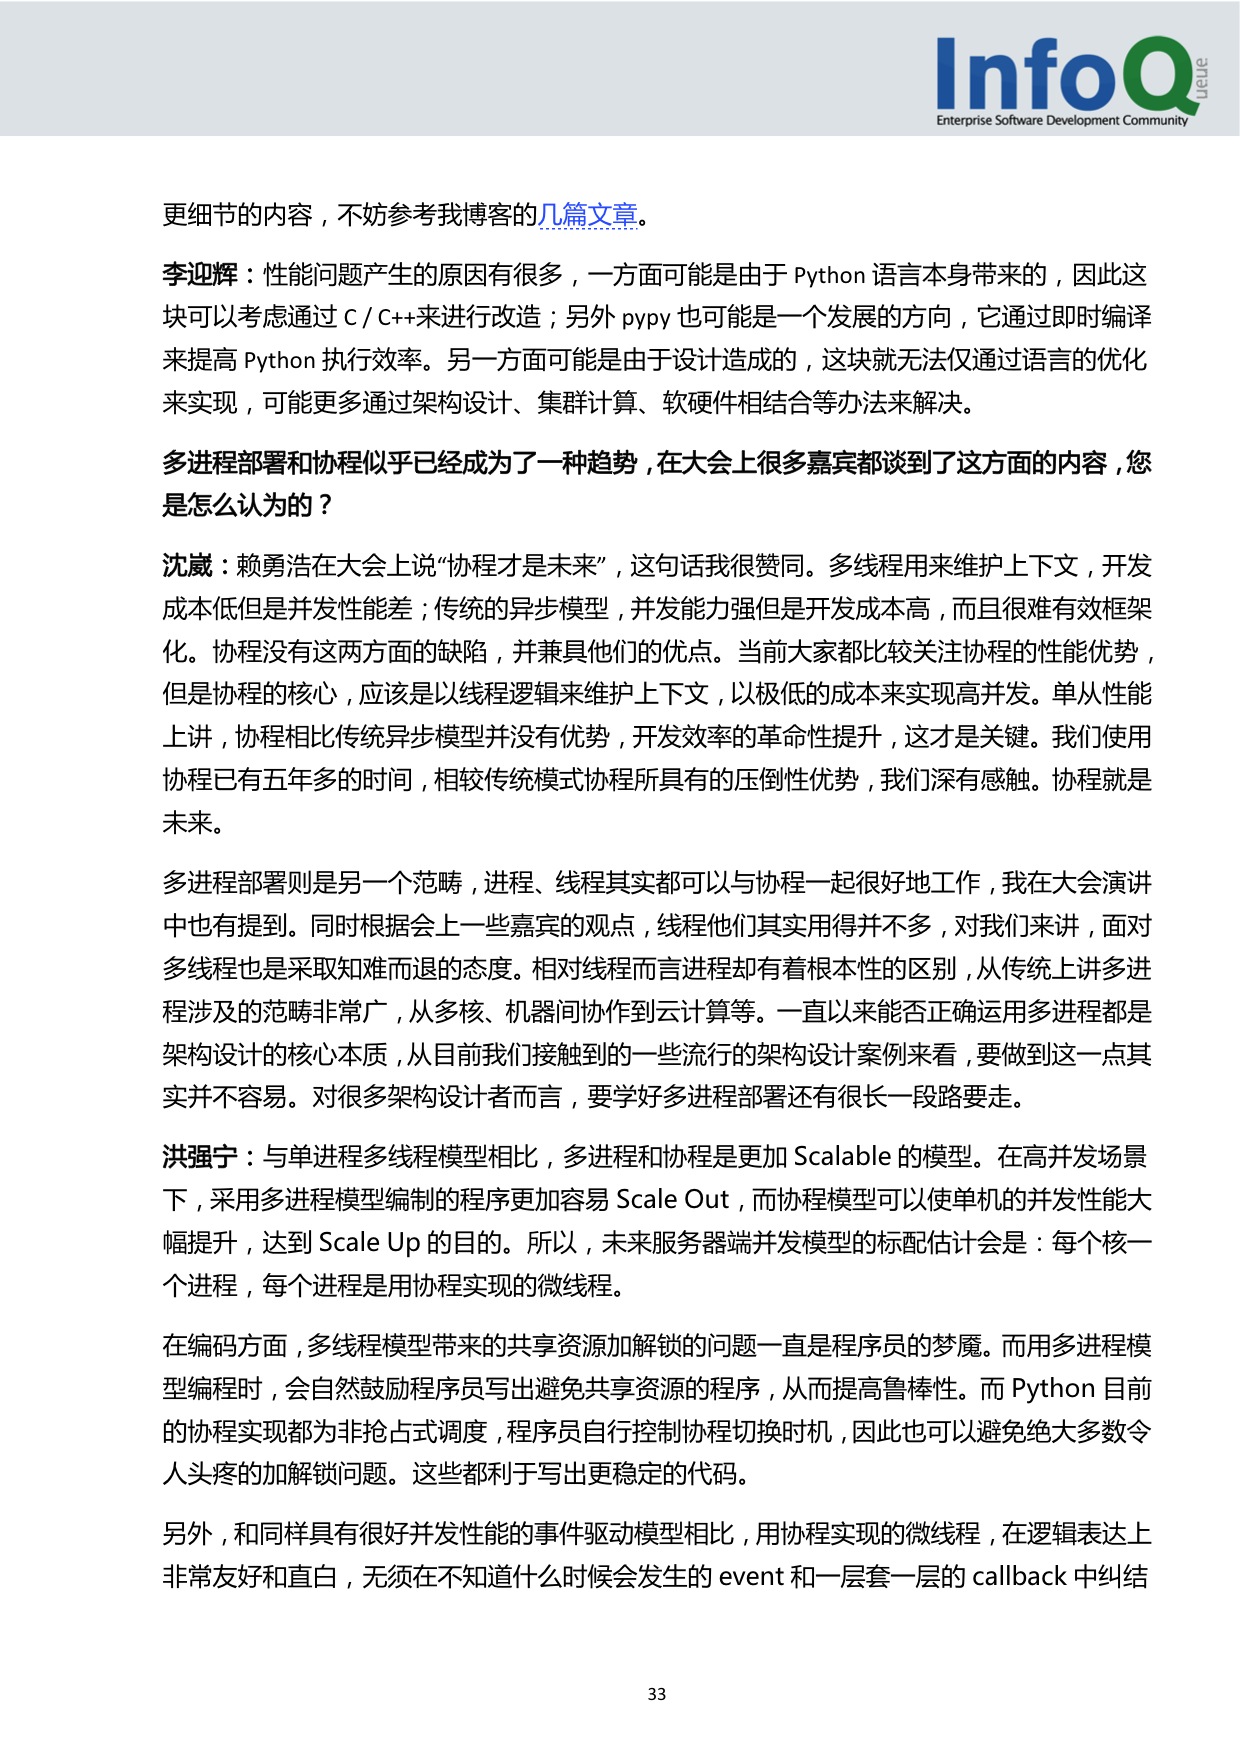 InfoQueue
Enterprise Software Development Community
更细节的内容，不妨参考我博客的几篇文章。
李迎辉：性能问题产生的原因有很多，一方面可能是由于 Python 语言本身带来的，因此这
块可以考虑通过 C / C++来进行改造；另外 pypy 也可能是一个发展的方向，它通过即时编译
来提高 Python 执行效率。另一方面可能是由于设计造成的，这块就无法仅通过语言的优化
来实现，可能更多通过架构设计、集群计算、软硬件相结合等办法来解决。
多进程部署和协程似乎已经成为了一种趋势，在大会上很多嘉宾都谈到了这方面的内容，您
是怎么认为的？
沈崴：赖勇浩在大会上说“协程才是未来”，这句话我很赞同。多线程用来维护上下文，开发
成本低但是并发性能差；传统的异步模型，并发能力强但是开发成本高，而且很难有效框架
化。协程没有这两方面的缺陷，并兼具他们的优点。当前大家都比较关注协程的性能优势，
但是协程的核心，应该是以线程逻辑来维护上下文，以极低的成本来实现高并发。单从性能
上讲，协程相比传统异步模型并没有优势，开发效率的革命性提升，这才是关键。我们使用
协程已有五年多的时间，相较传统模式协程所具有的压倒性优势，我们深有感触。协程就是
未来。
多进程部署则是另一个范畴，进程、线程其实都可以与协程一起很好地工作，我在大会演讲
中也有提到。同时根据会上一些嘉宾的观点，线程他们其实用得并不多，对我们来讲，面对
多线程也是采取知难而退的态度。相对线程而言进程却有着根本性的区别，从传统上讲多进
程涉及的范畴非常广，从多核、机器间协作到云计算等。一直以来能否正确运用多进程都是
架构设计的核心本质，从目前我们接触到的一些流行的架构设计案例来看，要做到这一点其
实并不容易。对很多架构设计者而言，要学好多进程部署还有很长一段路要走。
洪强宁：与单进程多线程模型相比，多进程和协程是更加 Scalable 的模型。在高并发场景
下，采用多进程模型编制的程序更加容易 Scale Out，而协程模型可以使单机的并发性能大
幅提升，达到 Scale Up 的目的。所以，未来服务器端并发模型的标配估计会是：每个核一
个进程，每个进程是用协程实现的微线程。
在编码方面，多线程模型带来的共享资源加解锁的问题一直是程序员的梦魇。而用多进程模
型编程时，会自然鼓励程序员写出避免共享资源的程序，从而提高鲁棒性。而 Python 目前
的协程实现都为非抢占式调度，程序员自行控制协程切换时机，因此也可以避免绝大多数令
人头疼的加解锁问题。这些都利于写出更稳定的代码。
另外，和同样具有很好并发性能的事件驱动模型相比，用协程实现的微线程，在逻辑表达上
非常友好和直白，无须在不知道什么时候会发生的 event 和一层套一层的 callback 中纠结
33